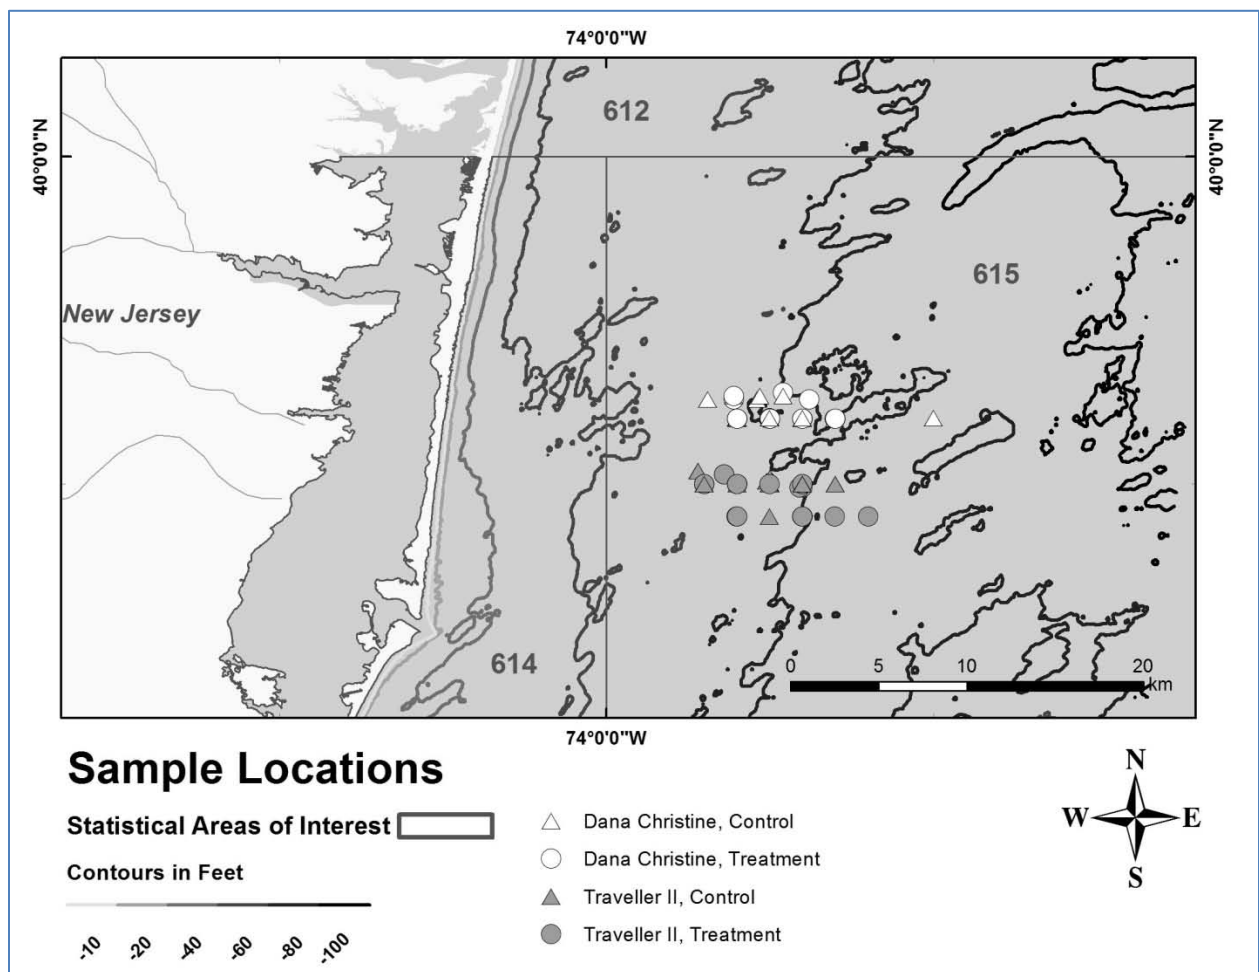 74°0'0"W
612
40°0'0"N
40°0'0"N
615
New Jersey
614
0 5 10 20
km
74°0'0"W
Sample Locations
Statistical Areas of Interest
Contours in Feet
-10 -20 -40 -60 -80 -100
Dana Christine, Control
Dana Christine, Treatment
Traveller II, Control
Traveller II, Treatment
N
W E
S